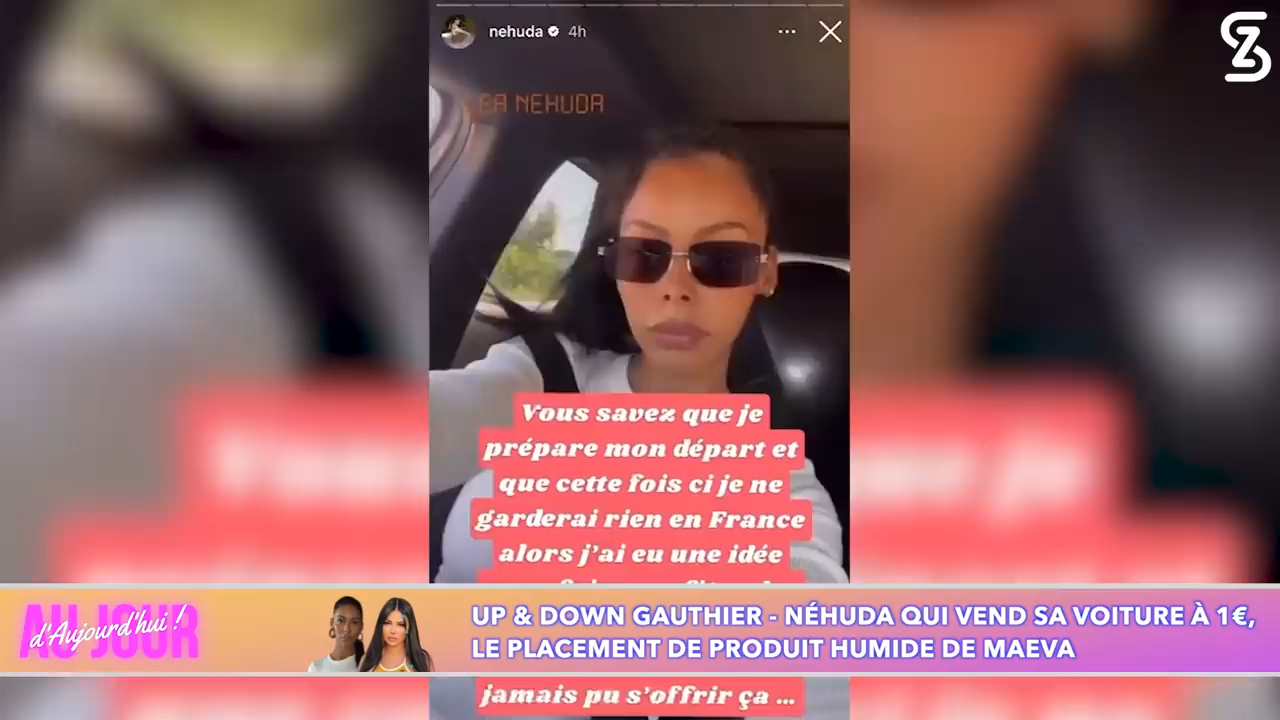 nehuda 4h
EA NEHUDA
Vous savez que je
prépare mon départ et
que cette fois ci je ne
garderai rien en France
alors j'ai eu une idée
AU JOUR
d'Aujourd'hui !
UP & DOWN GAUTHIER - NÉHUDA QUI VEND SA VOITURE À 1€,
LE PLACEMENT DE PRODUIT HUMIDE DE MAEVA
jamais pu s'offrir ça ...